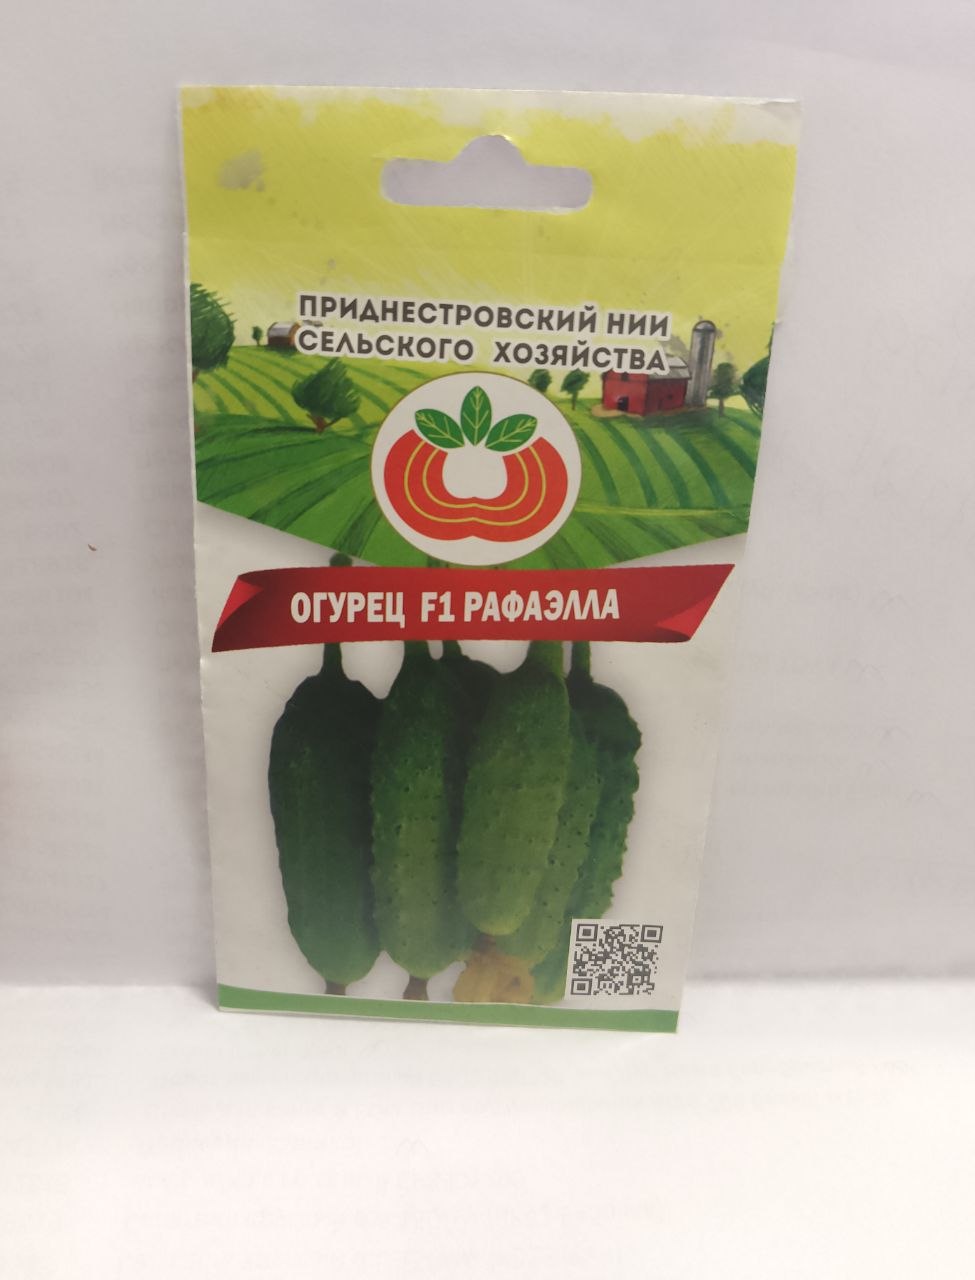 ПРИДНЕСТРОВСКИЙ НИИ
СЕЛЬСКОГО ХОЗЯЙСТВА
ОГУРЕЦ F1 РАФАЭЛЛА